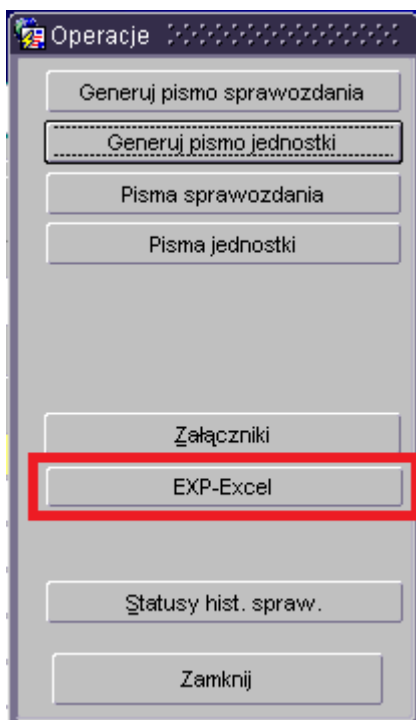 Operacje
Generuj pismo sprawozdania
Generuj pismo jednostki
Pisma sprawozdania
Pisma jednostki
Załączniki
EXP-Excel
Statusy hist. spraw.
Zamknij